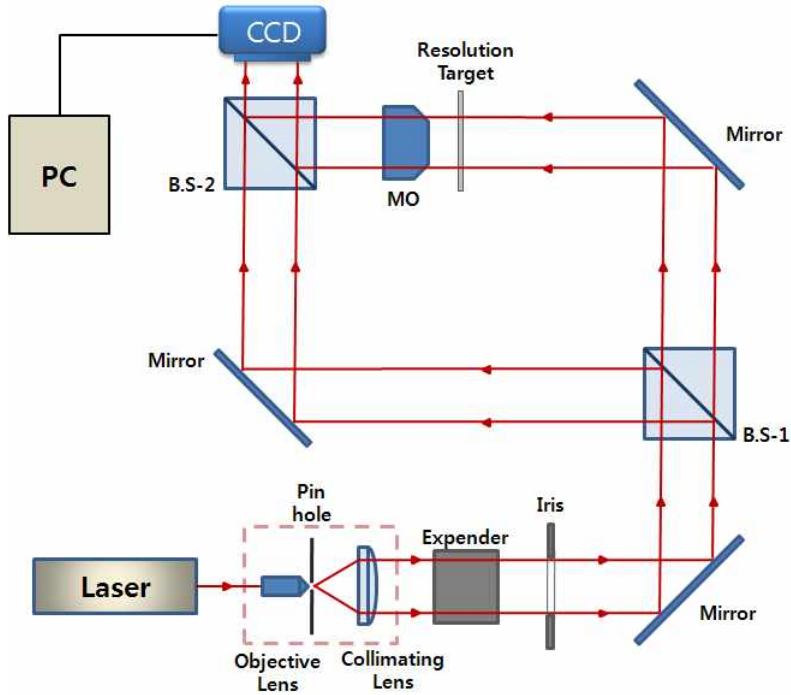 CCD
Resolution
Target
Mirror
PC
B.S-2
MO
Mirror
B.S-1
Pin
hole
Iris
Expender
Laser
Mirror
Objective
Lens
Collimating
Lens